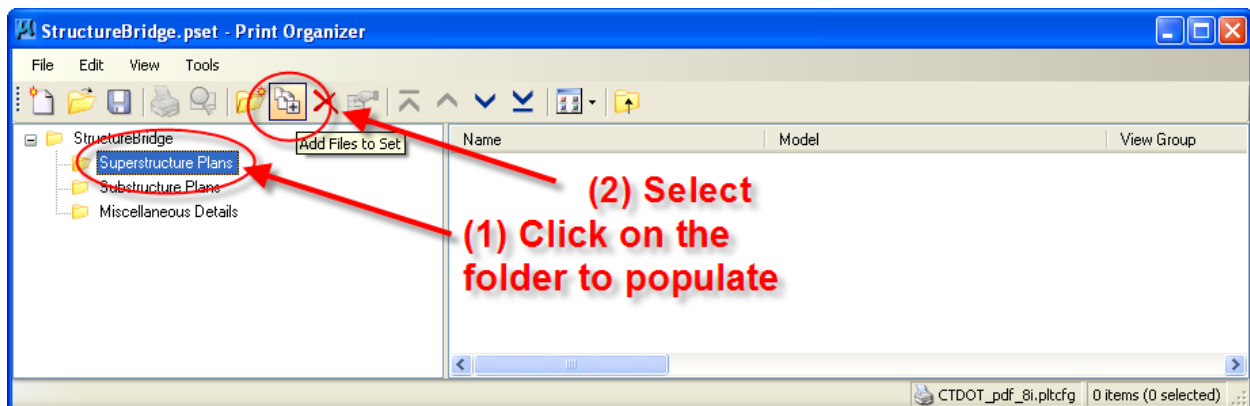 StructureBridge.pset - Print Organizer
File Edit View Tools
StructureBridge
Add Files to Set
Name Model View Group
Superstructure Plans
Substructure Plans
Miscellaneous Details
(2) Select
(1) Click on the
folder to populate
CTDOT_pdf_8i.pltcfg 0 items (0 selected)